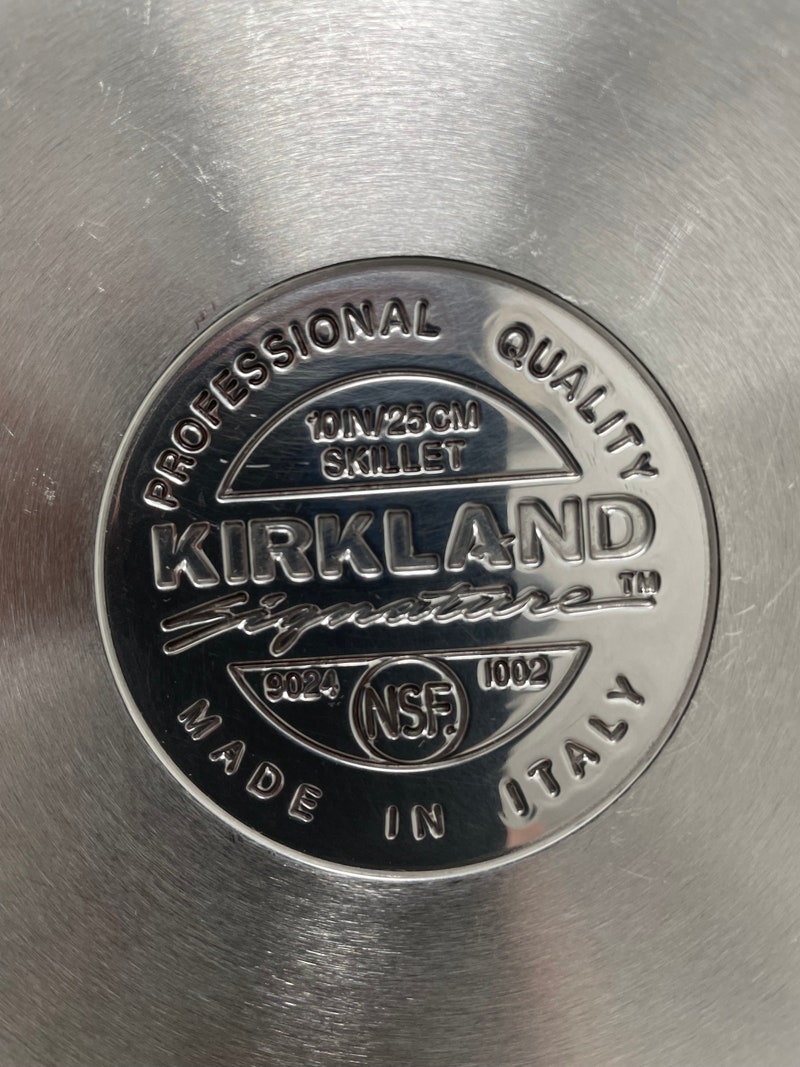 PROFESSIONAL QUALITY
10IN/25CM
SKILLET
KIRKLAND
Signature™
9024 NSF. 1002
MADE IN ITALY